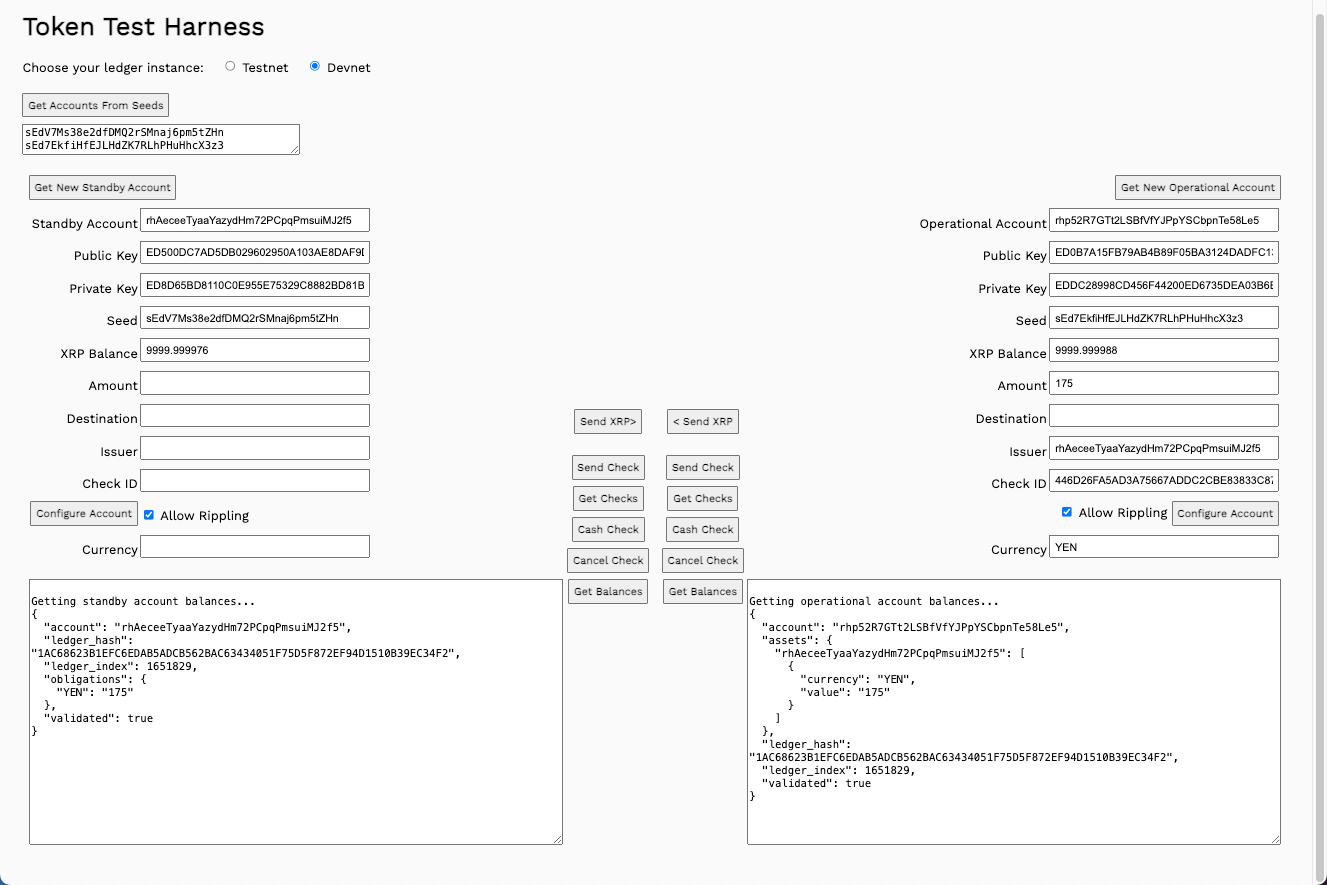 Token Test Harness
Choose your ledger instance: Testnet Devnet
Get Accounts From Seeds
sEdV7Ms38e2dfDMQ2rSMnaj6pm5tZHn
sEd7EkfiHfEJLHdZK7RLhPHuHhcX3z3
Get New Standby Account
Standby Account rhAeceeTyaaYazydHm72PCpqPmsuiMJ2f5
Public Key ED500DC7AD5DB029602950A103AE8DAF9
Private Key ED8D65BD8110C0E955E75329C8882BD81B
Seed sEdV7Ms38e2dfDMQ2rSMnaj6pm5tZHn
XRP Balance 9999.999976
Amount
Destination
Issuer
Check ID
Configure Account Allow Rippling
Currency
Send XRP> < Send XRP
Send Check Send Check
Get Checks Get Checks
Cash Check Cash Check
Cancel Check Cancel Check
Get Balances Get Balances
Get New Operational Account
Operational Account rhp52R7GTt2LSBfVfYJPpYSCbpnTe58Le5
Public Key ED0B7A15FB79AB4B89F05BA3124DADFC1
Private Key EDDC28998CD456F44200ED6735DEA03B6
Seed sEd7EkfiHfEJLHdZK7RLhPHuHhcX3z3
XRP Balance 9999.999988
Amount 175
Destination
Issuer rhAeceeTyaaYazydHm72PCpqPmsuiMJ2f5
Check ID 446D26FA5AD3A75667ADDC2CBE83833C8
Allow Rippling Configure Account
Currency YEN
Getting standby account balances...
{
"account": "rhAeceeTyaaYazydHm72PCpqPmsuiMJ2f5",
"ledger_hash":
"1AC68623B1EFC6EDAB5ADCB562BAC63434051F75D5F872EF94D1510B39EC34F2",
"ledger_index": 1651829,
"obligations": {
"YEN": "175"
},
"validated": true
}
Getting operational account balances...
{
"account": "rhp52R7GTt2LSBfVfYJPpYSCbpnTe58Le5",
"assets": {
"rhAeceeTyaaYazydHm72PCpqPmsuiMJ2f5": [
{
"currency": "YEN",
"value": "175"
}
]
},
"ledger_hash":
"1AC68623B1EFC6EDAB5ADCB562BAC63434051F75D5F872EF94D1510B39EC34F2",
"ledger_index": 1651829,
"validated": true
}